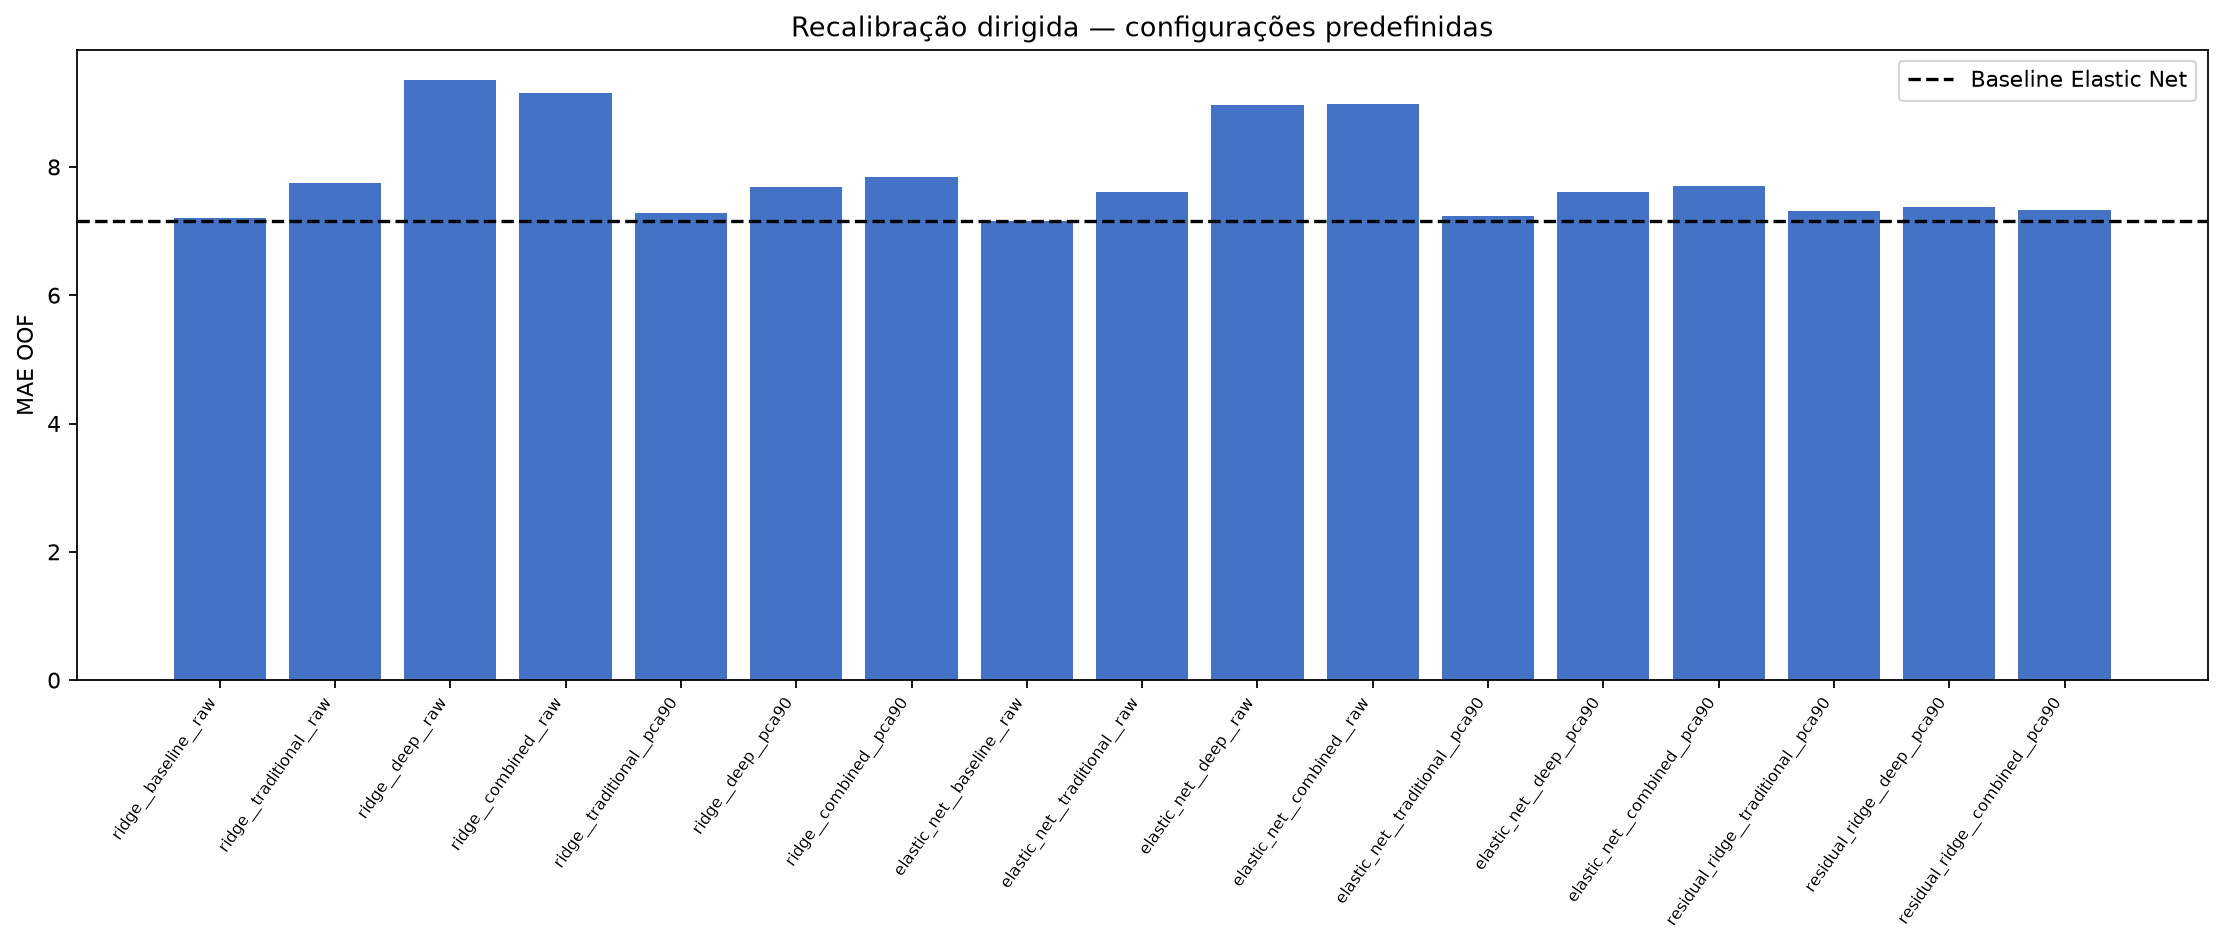 Recalibração dirigida — configurações predefinidas
Baseline Elastic Net
MAE OOF
8
6
4
2
0
ridge__baseline__raw
ridge__traditional__raw
ridge__deep__raw
ridge__combined__raw
ridge__traditional__pca90
ridge__deep__pca90
ridge__combined__pca90
elastic_net__baseline__raw
elastic_net__traditional__raw
elastic_net__deep__raw
elastic_net__combined__raw
elastic_net__traditional__pca90
elastic_net__deep__pca90
elastic_net__combined__pca90
residual_ridge__traditional__pca90
residual_ridge__deep__pca90
residual_ridge__combined__pca90